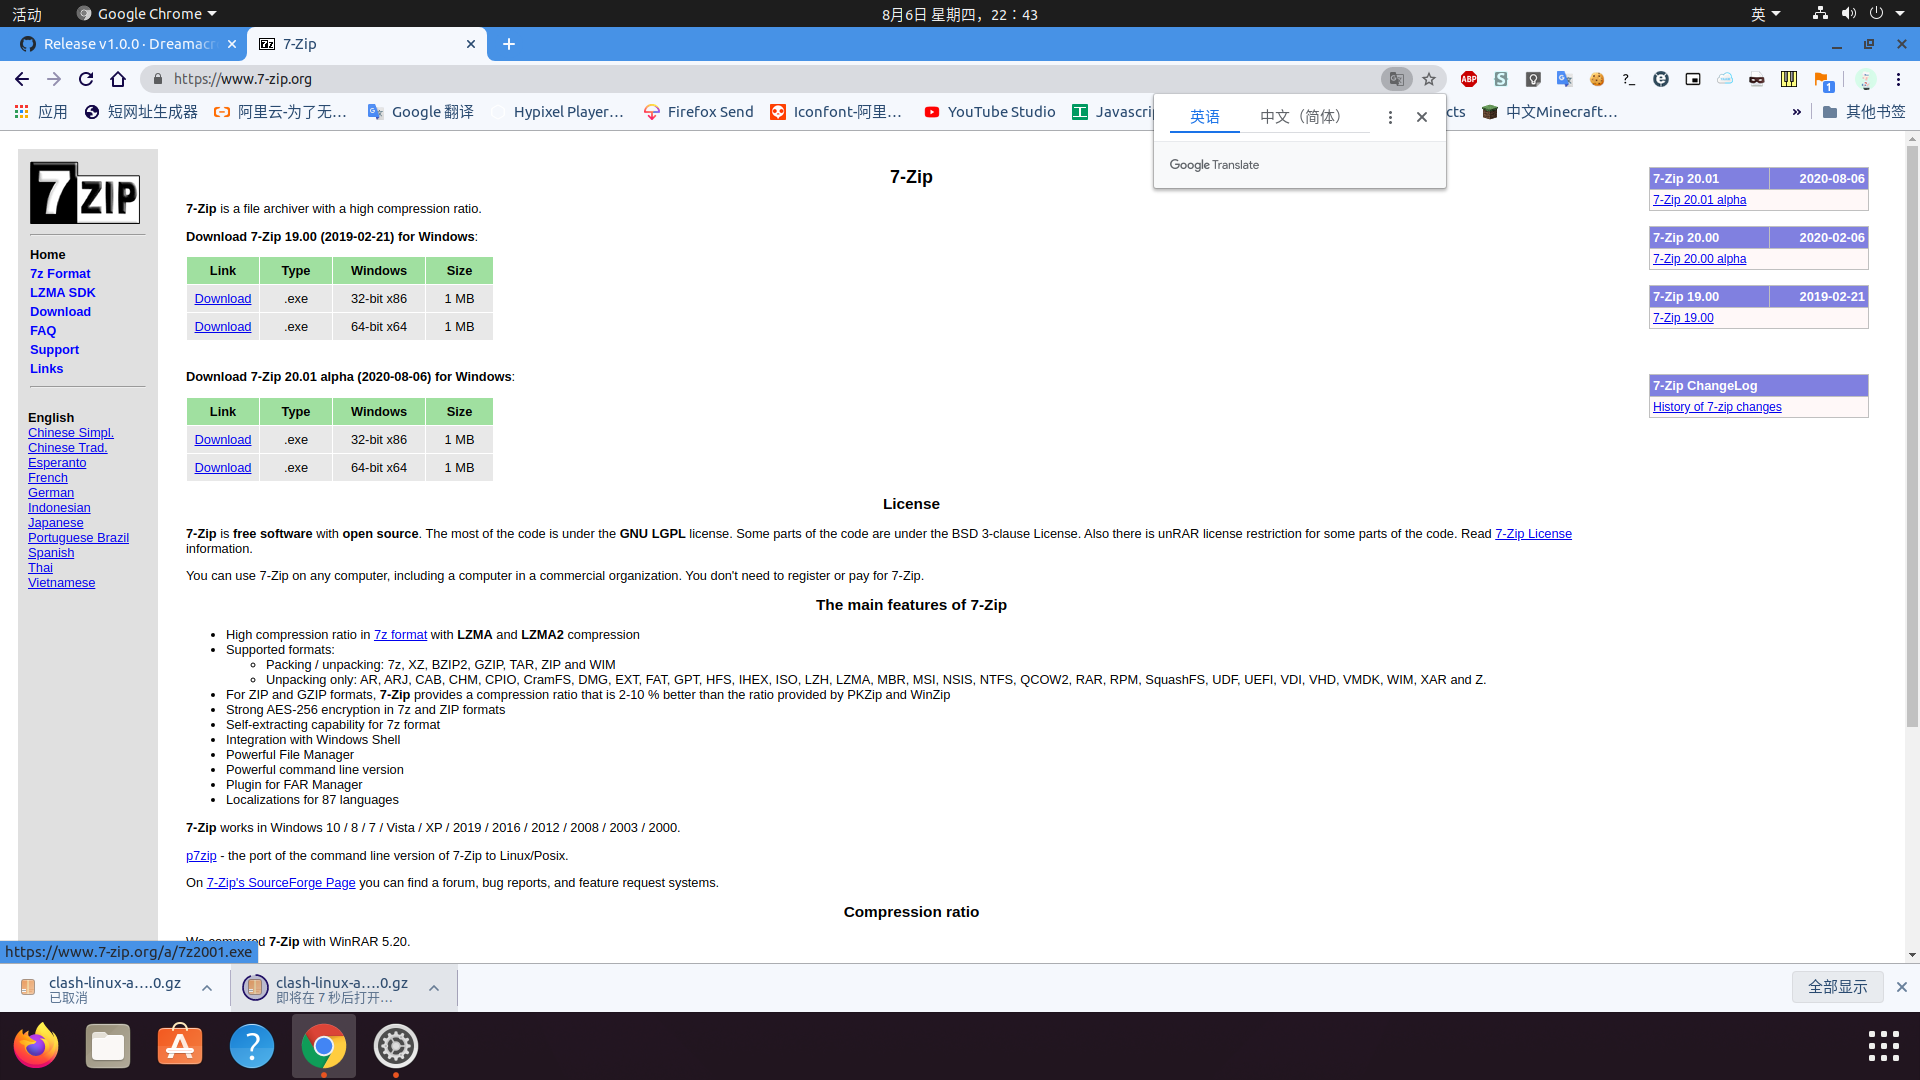 活动
Google Chrome
8月6日 星期四，22：43
英
Release v1.0.0 · Dreamacr
7-Zip
https://www.7-zip.org
应用
短网址生成器
阿里云-为了无…
Google 翻译
Hypixel Player…
Firefox Send
Iconfont-阿里…
YouTube Studio
Javascrip
cts
中文Minecraft…
»
其他书签
英语
中文（简体）
Google Translate
7ZIP
Home
7z Format
LZMA SDK
Download
FAQ
Support
Links
English
Chinese Simpl.
Chinese Trad.
Esperanto
French
German
Indonesian
Japanese
Portuguese Brazil
Spanish
Thai
Vietnamese
7-Zip
7-Zip is a file archiver with a high compression ratio.
Download 7-Zip 19.00 (2019-02-21) for Windows:
Link Type Windows Size
Download .exe 32-bit x86 1 MB
Download .exe 64-bit x64 1 MB
Download 7-Zip 20.01 alpha (2020-08-06) for Windows:
Link Type Windows Size
Download .exe 32-bit x86 1 MB
Download .exe 64-bit x64 1 MB
License
7-Zip is free software with open source. The most of the code is under the GNU LGPL license. Some parts of the code are under the BSD 3-clause License. Also there is unRAR license restriction for some parts of the code. Read 7-Zip License
information.
You can use 7-Zip on any computer, including a computer in a commercial organization. You don't need to register or pay for 7-Zip.
The main features of 7-Zip
High compression ratio in 7z format with LZMA and LZMA2 compression
Supported formats:
Packing / unpacking: 7z, XZ, BZIP2, GZIP, TAR, ZIP and WIM
Unpacking only: AR, ARJ, CAB, CHM, CPIO, CramFS, DMG, EXT, FAT, GPT, HFS, IHEX, ISO, LZH, LZMA, MBR, MSI, NSIS, NTFS, QCOW2, RAR, RPM, SquashFS, UDF, UEFI, VDI, VHD, VMDK, WIM, XAR and Z.
For ZIP and GZIP formats, 7-Zip provides a compression ratio that is 2-10 % better than the ratio provided by PKZip and WinZip
Strong AES-256 encryption in 7z and ZIP formats
Self-extracting capability for 7z format
Integration with Windows Shell
Powerful File Manager
Powerful command line version
Plugin for FAR Manager
Localizations for 87 languages
7-Zip works in Windows 10 / 8 / 7 / Vista / XP / 2019 / 2016 / 2012 / 2008 / 2003 / 2000.
p7zip - the port of the command line version of 7-Zip to Linux/Posix.
On 7-Zip's SourceForge Page you can find a forum, bug reports, and feature request systems.
Compression ratio
We compared 7-Zip with WinRAR 5.20.
7-Zip 20.01 2020-08-06
7-Zip 20.01 alpha
7-Zip 20.00 2020-02-06
7-Zip 20.00 alpha
7-Zip 19.00 2019-02-21
7-Zip 19.00
7-Zip ChangeLog
History of 7-zip changes
https://www.7-zip.org/a/7z2001.exe
clash-linux-a….0.gz
已取消
clash-linux-a….0.gz
即将在 7 秒后打开…
全部显示